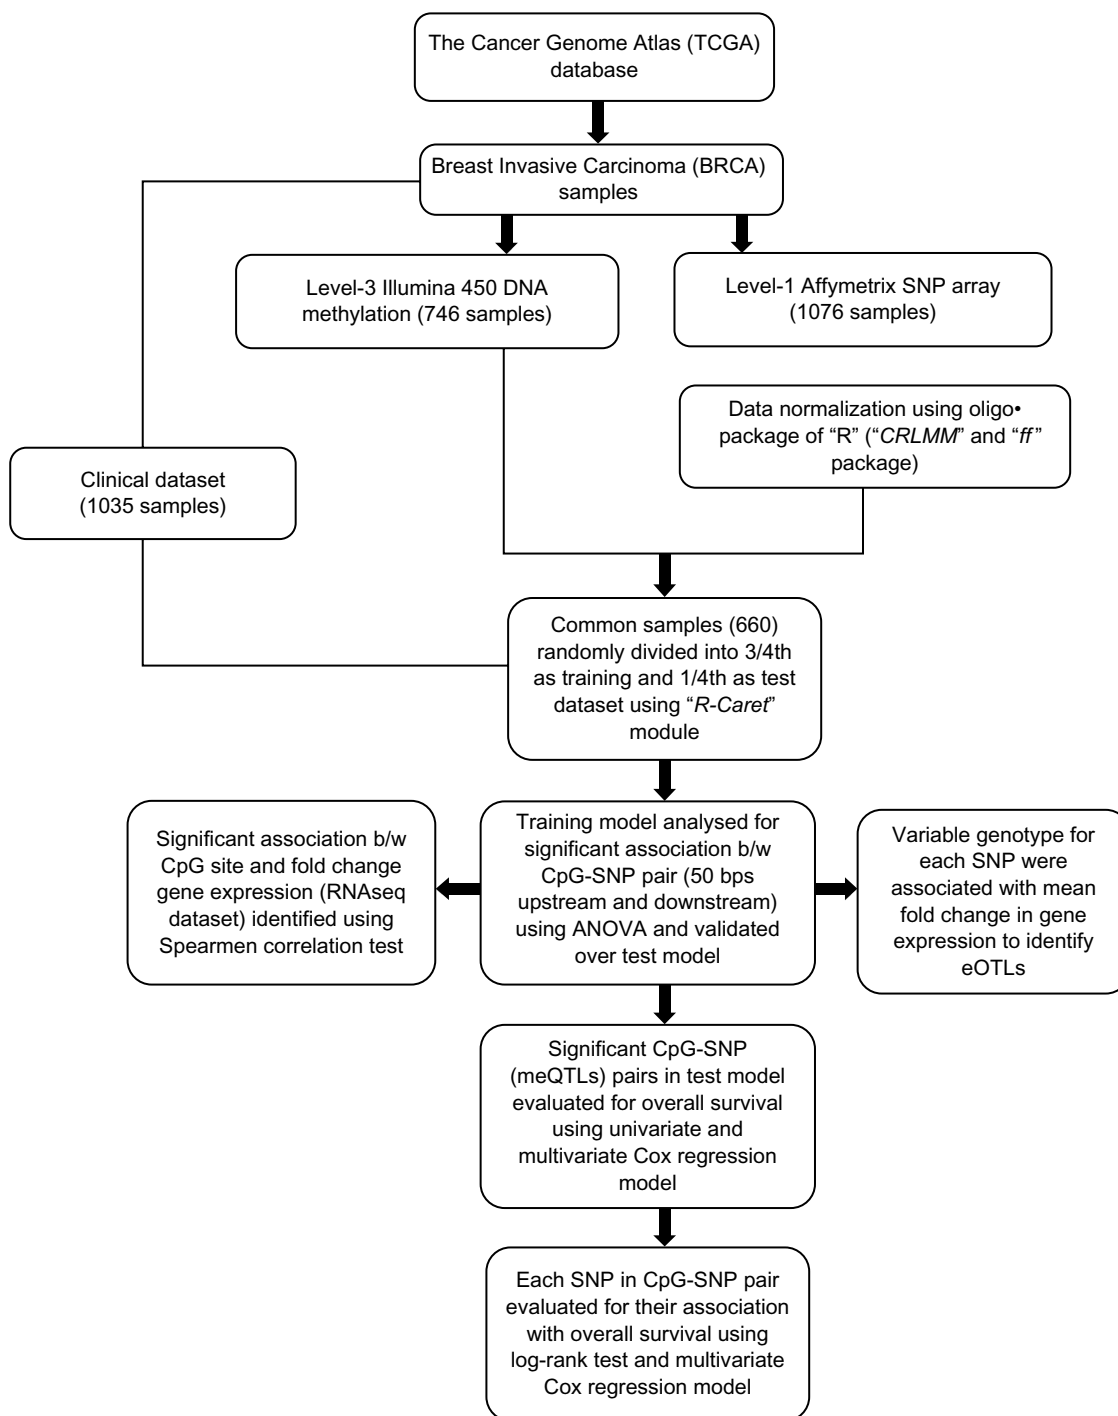 The Cancer Genome Atlas (TCGA)
database
Breast Invasive Carcinoma (BRCA)
samples
Level-3 Illumina 450 DNA
methylation (746 samples)
Level-1 Affymetrix SNP array
(1076 samples)
Data normalization using oligo•
package of “R” (“CRLMM” and “ff”
package)
Clinical dataset
(1035 samples)
Common samples (660)
randomly divided into 3/4th
as training and 1/4th as test
dataset using “R-Caret”
module
Significant association b/w
CpG site and fold change
gene expression (RNAseq
dataset) identified using
Spearmen correlation test
Training model analysed for
significant association b/w
CpG-SNP pair (50 bps
upstream and downstream)
using ANOVA and validated
over test model
Variable genotype for
each SNP were
associated with mean
fold change in gene
expression to identify
eOTLs
Significant CpG-SNP
(meQTLs) pairs in test model
evaluated for overall survival
using univariate and
multivariate Cox regression
model
Each SNP in CpG-SNP pair
evaluated for their association
with overall survival using
log-rank test and multivariate
Cox regression model